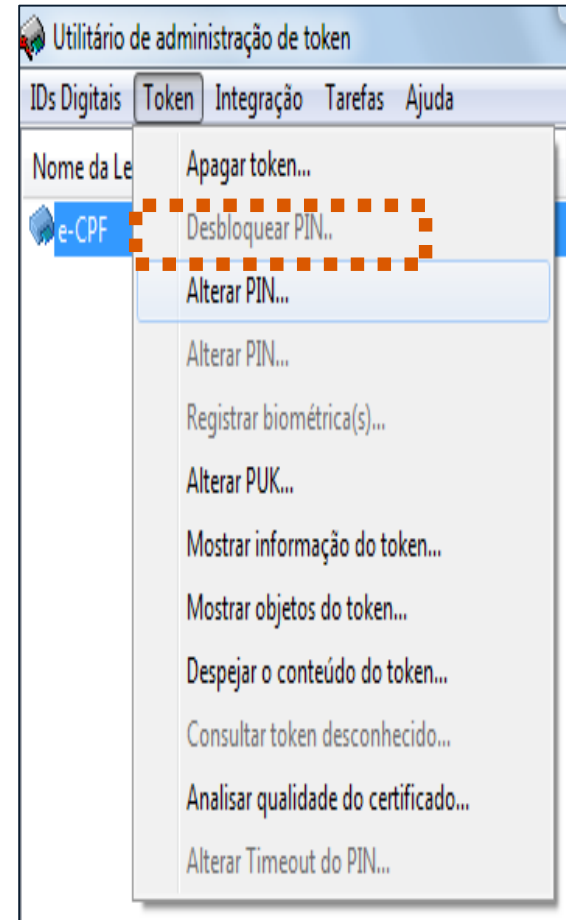 Utilitário de administração de token
IDs Digitais Token Integração Tarefas Ajuda
Nome da Le
Apagar token...
e-CPF
Desbloquear PIN..
Alterar PIN...
Alterar PIN...
Registrar biométrica(s)...
Alterar PUK...
Mostrar informação do token...
Mostrar objetos do token...
Despejar o conteúdo do token...
Consultar token desconhecido...
Analisar qualidade do certificado...
Alterar Timeout do PIN...